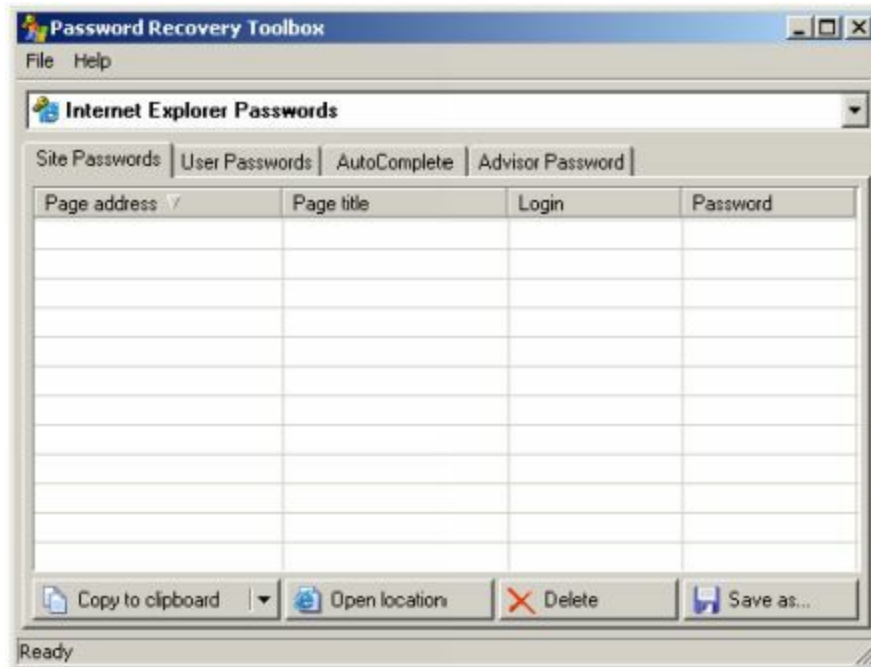 Password Recovery Toolbox
File Help
Internet Explorer Passwords
Site Passwords User Passwords AutoComplete Advisor Password
Page address Page title Login Password
Copy to clipboard Open location Delete Save as...
Ready